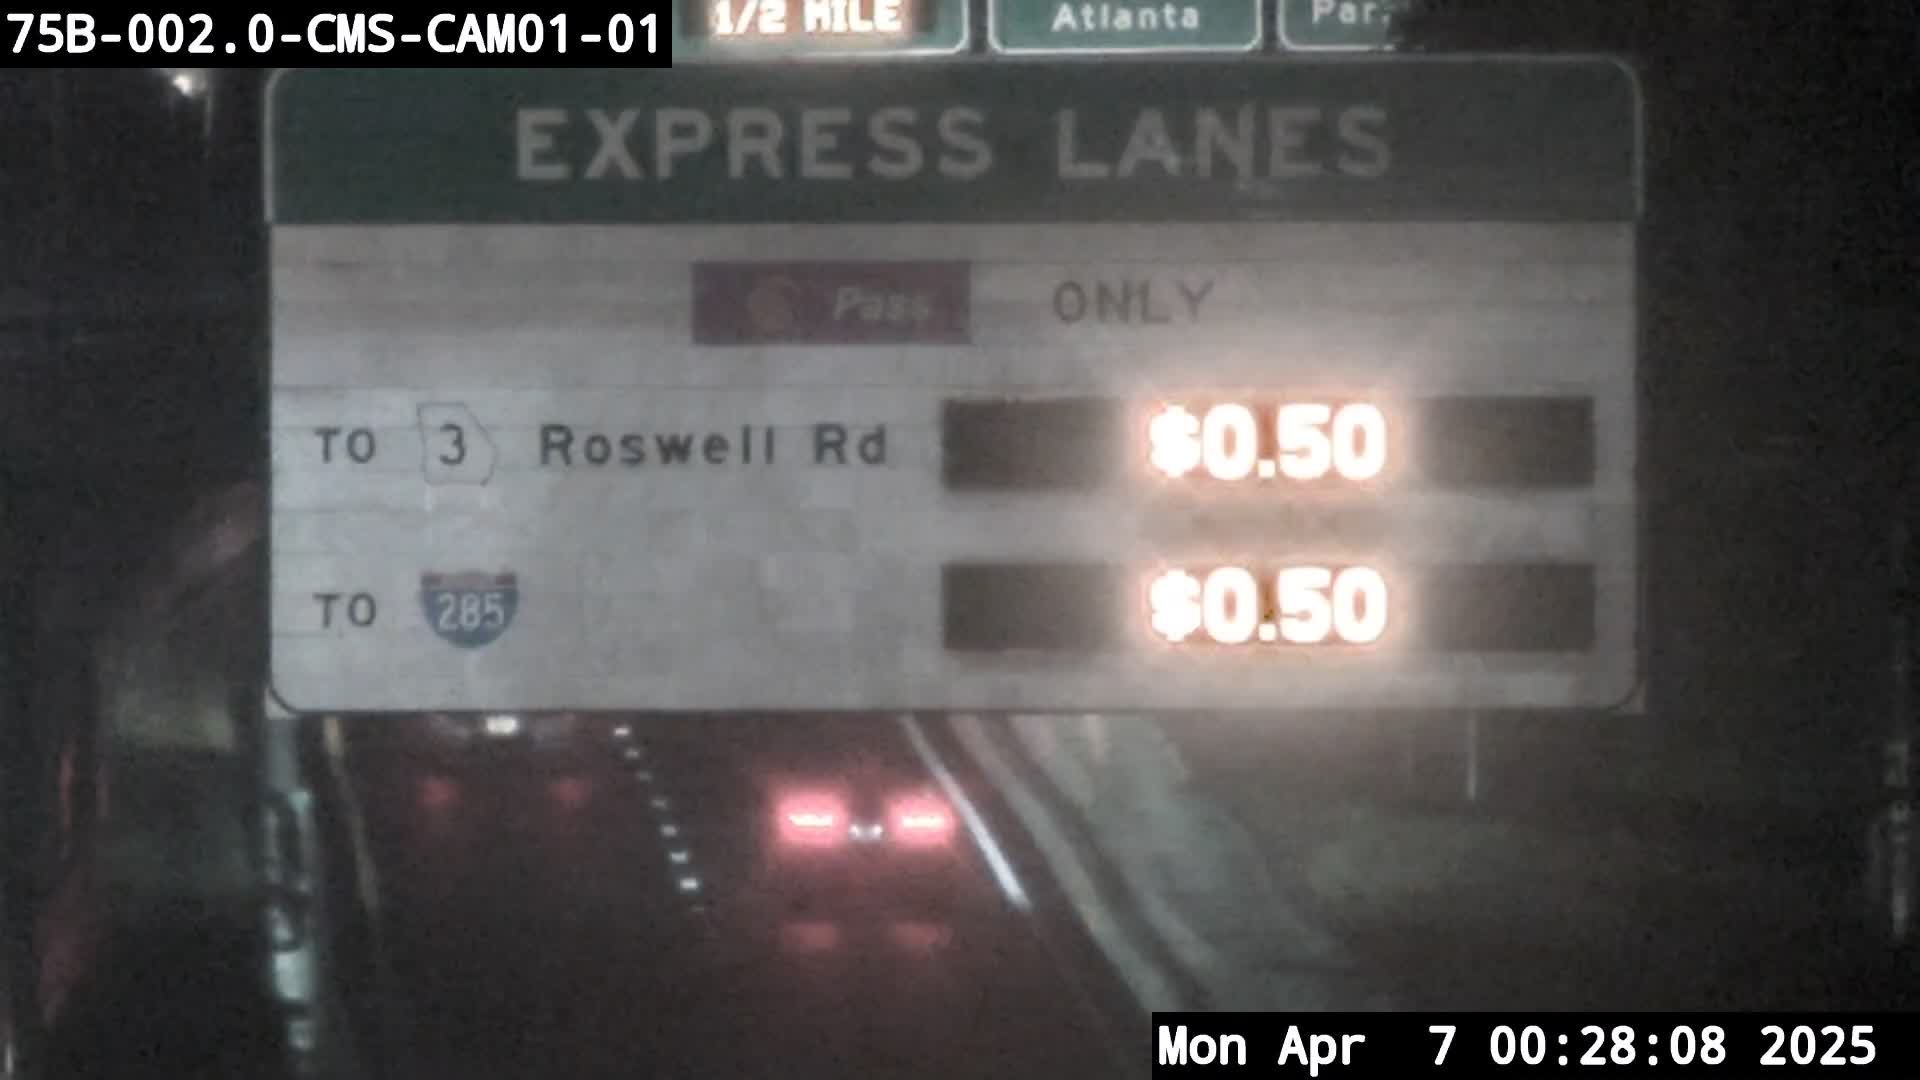 75B-002.0-CMS-CAM01-01
1/2 MILE
Atlanta
EXPRESS LANES
Pass ONLY
TO 3 Roswell Rd $0.50
TO 285 $0.50
Mon Apr 7 00:28:08 2025